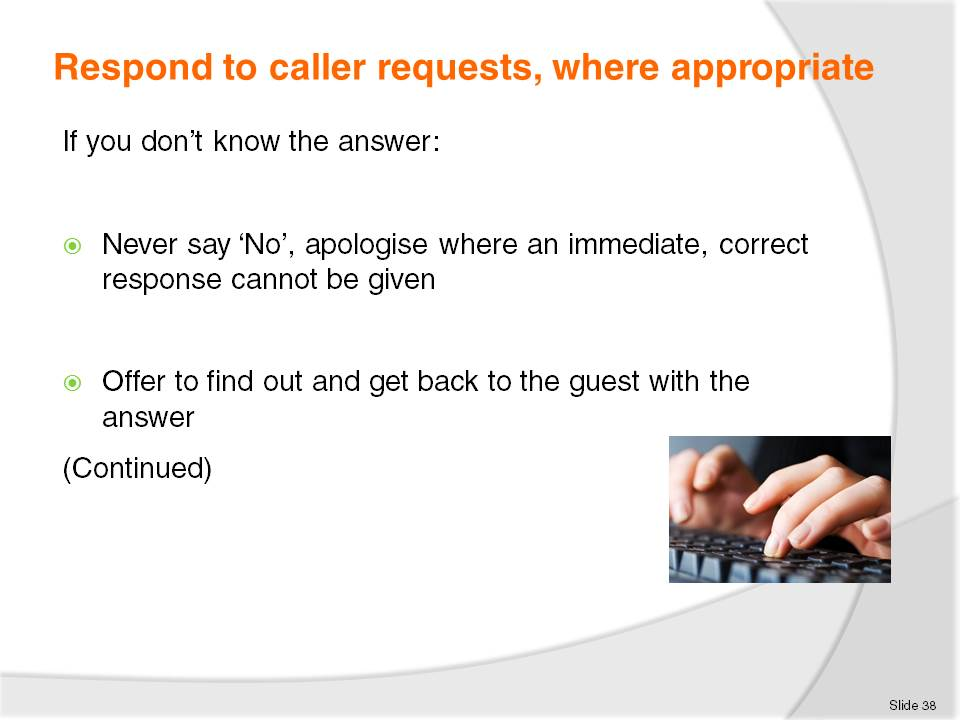 Respond to caller requests, where appropriate
If you don’t know the answer:
Never say ‘No’, apologise where an immediate, correct
response cannot be given
Offer to find out and get back to the guest with the
answer
(Continued)
Slide 38